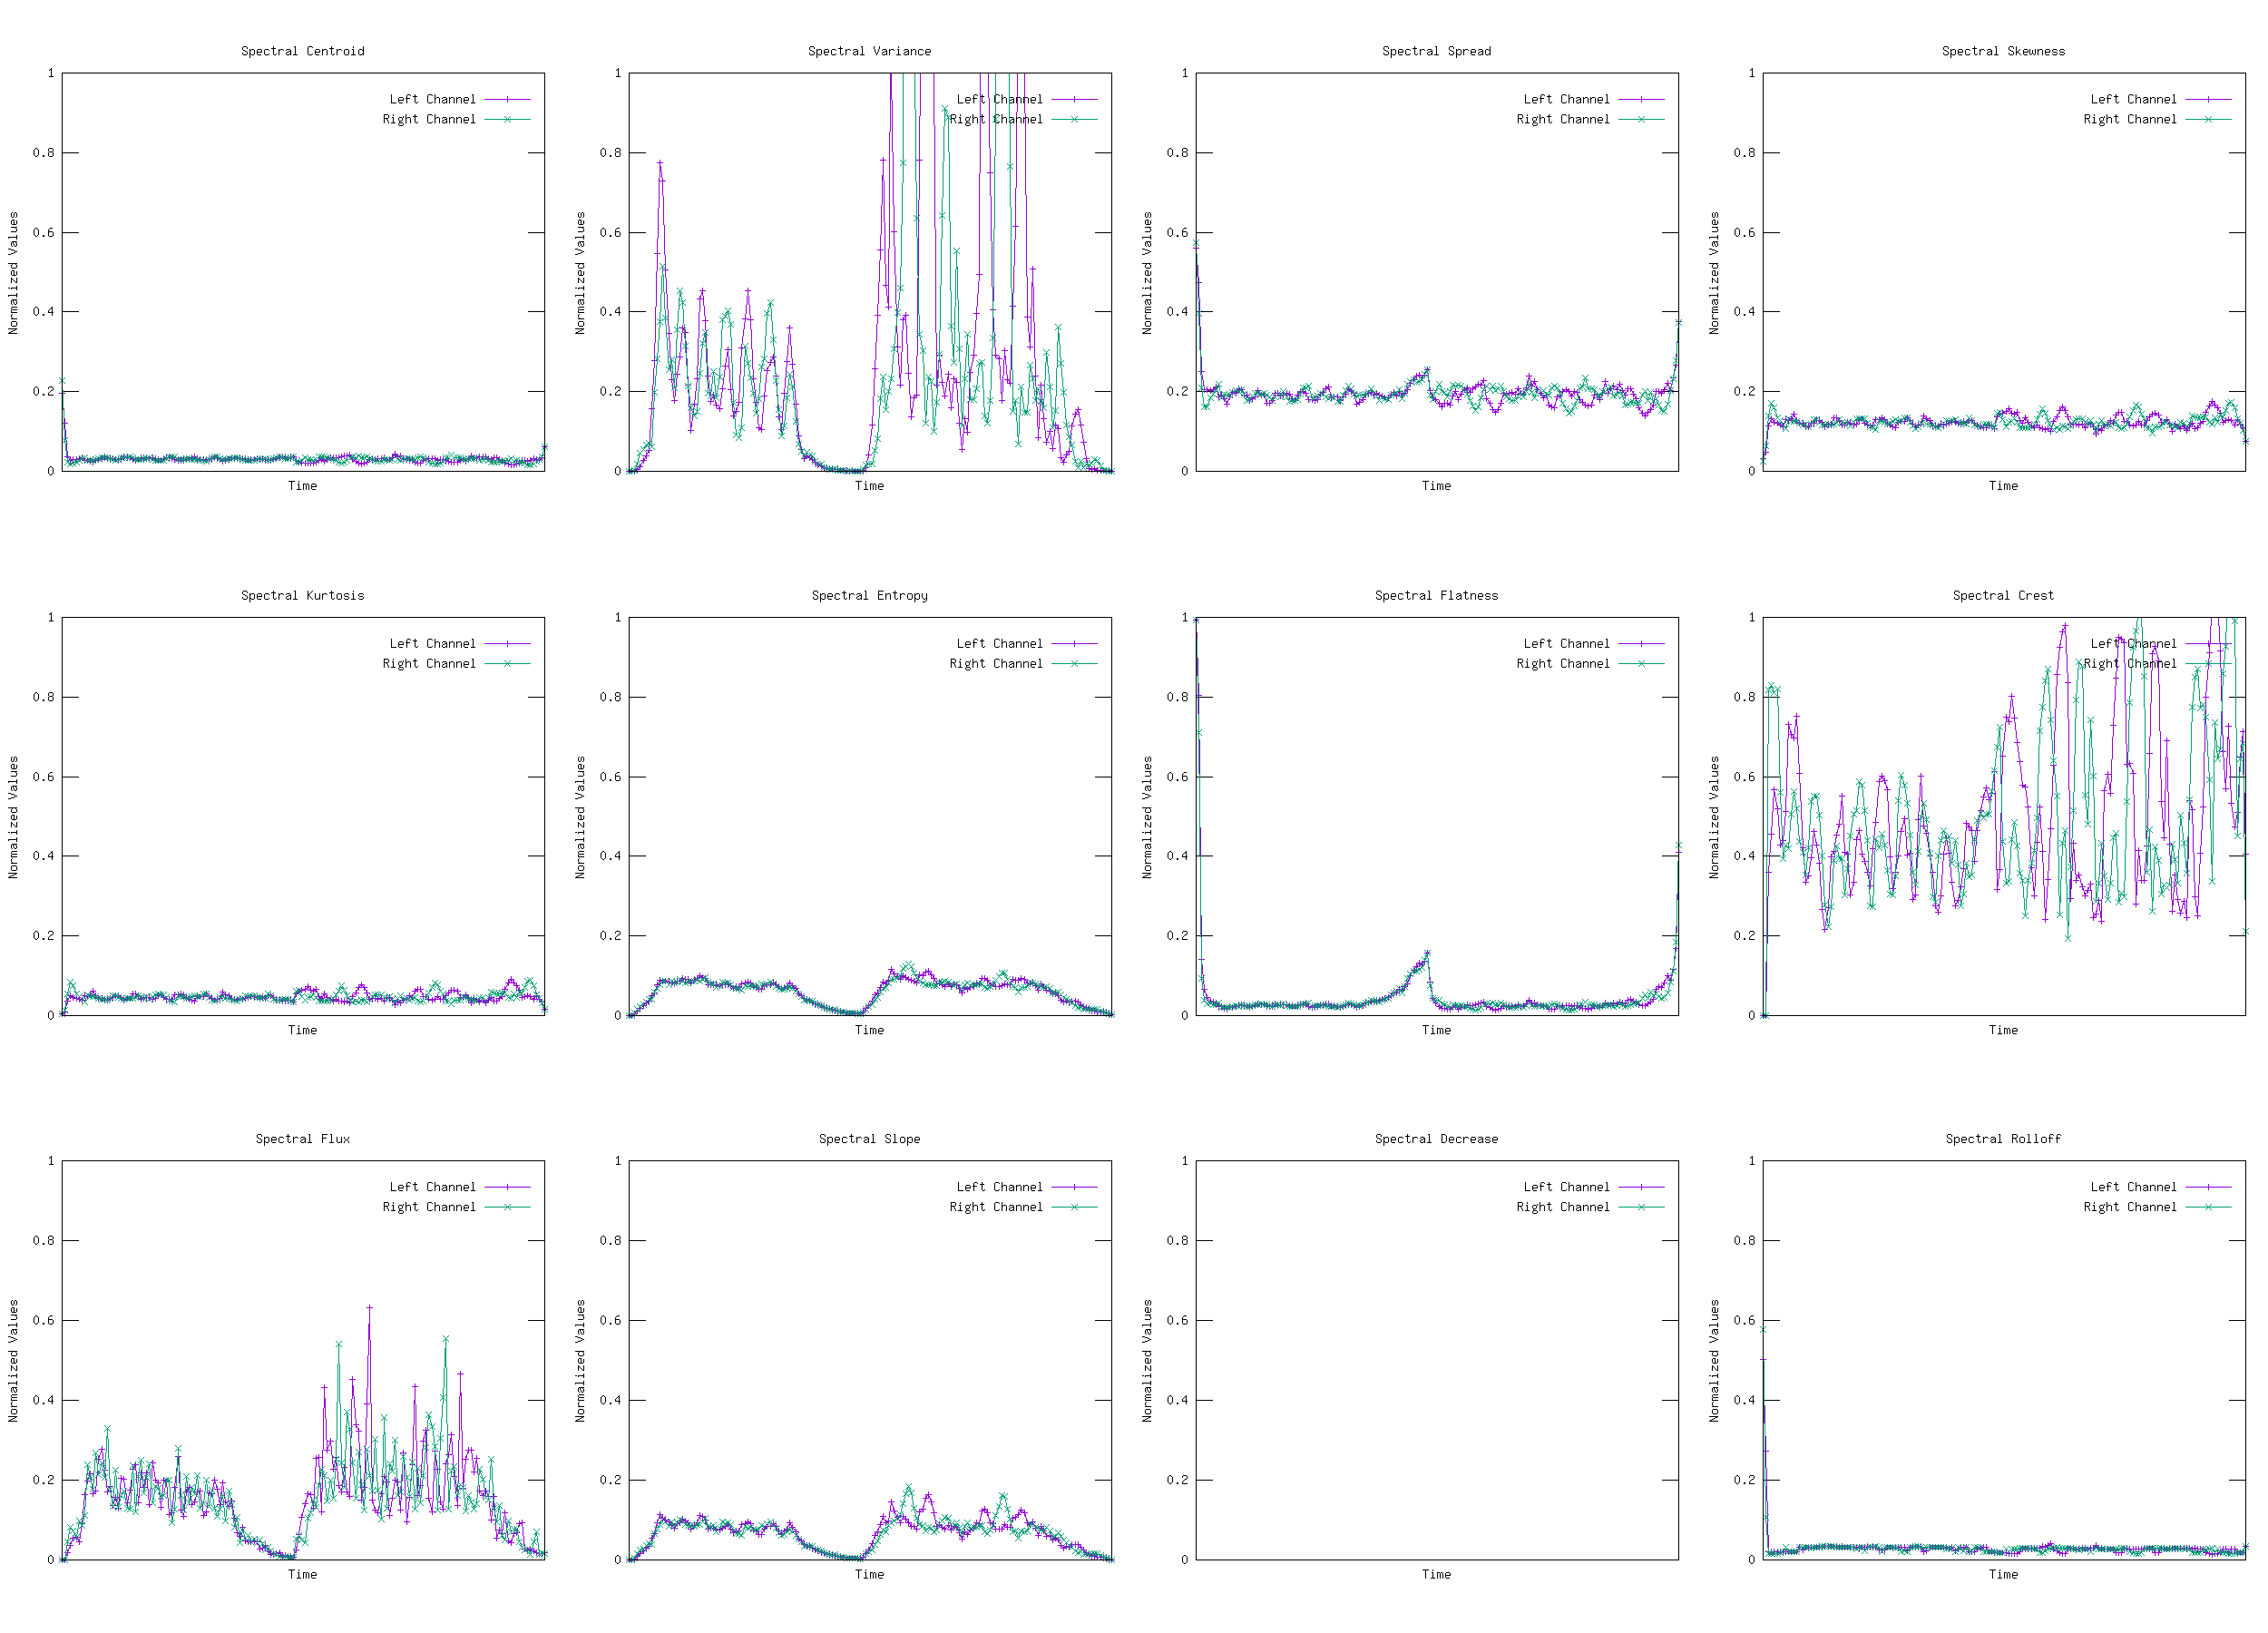 Spectral Centroid
1
0.8
0.6
0.4
0.2
0
Normalized Values
Time
Left Channel
Right Channel
Spectral Variance
1
0.8
0.6
0.4
0.2
0
Normalized Values
Time
Left Channel
Right Channel
Spectral Spread
1
0.8
0.6
0.4
0.2
0
Normalized Values
Time
Left Channel
Right Channel
Spectral Skewness
1
0.8
0.6
0.4
0.2
0
Normalized Values
Time
Left Channel
Right Channel
Spectral Kurtosis
1
0.8
0.6
0.4
0.2
0
Normalized Values
Time
Left Channel
Right Channel
Spectral Entropy
1
0.8
0.6
0.4
0.2
0
Normalized Values
Time
Left Channel
Right Channel
Spectral Flatness
1
0.8
0.6
0.4
0.2
0
Normalized Values
Time
Left Channel
Right Channel
Spectral Crest
1
0.8
0.6
0.4
0.2
0
Normalized Values
Time
Left Channel
Right Channel
Spectral Flux
1
0.8
0.6
0.4
0.2
0
Normalized Values
Time
Left Channel
Right Channel
Spectral Slope
1
0.8
0.6
0.4
0.2
0
Normalized Values
Time
Left Channel
Right Channel
Spectral Decrease
1
0.8
0.6
0.4
0.2
0
Normalized Values
Time
Left Channel
Right Channel
Spectral Rolloff
1
0.8
0.6
0.4
0.2
0
Normalized Values
Time
Left Channel
Right Channel